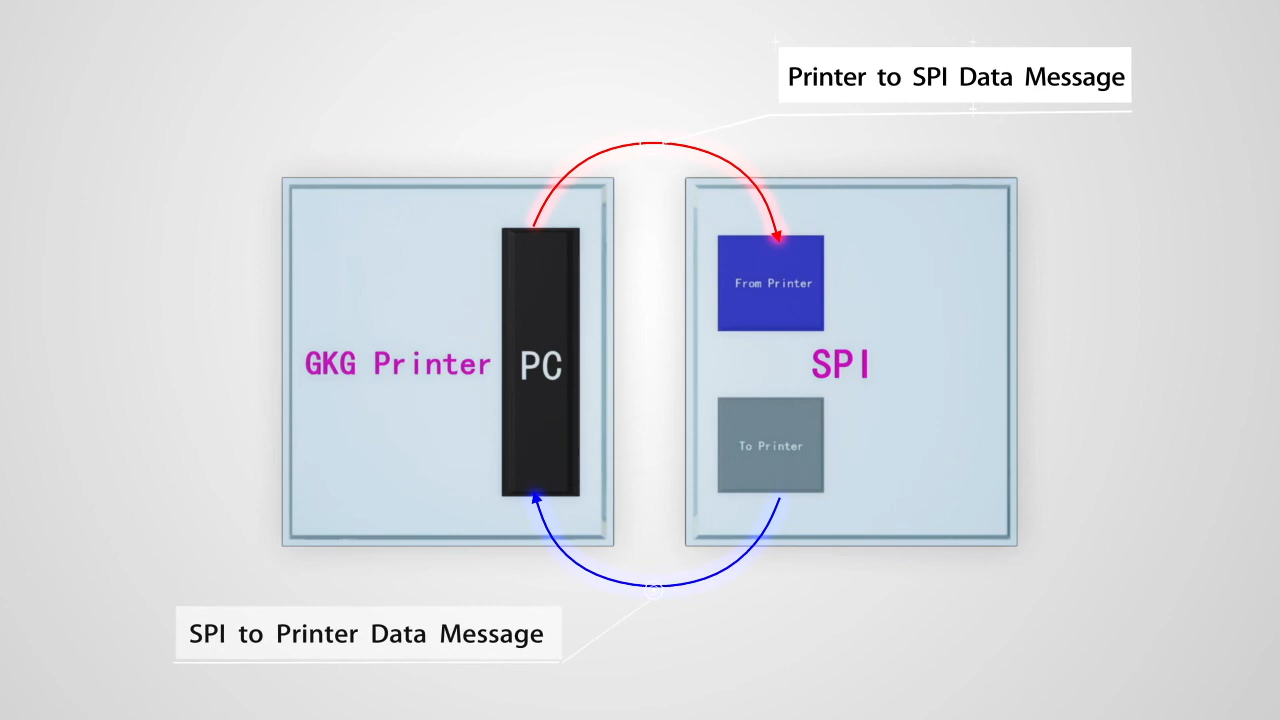 Printer to SPI Data Message
From Printer
GKG Printer
PC
SPI
To Printer
SPI to Printer Data Message